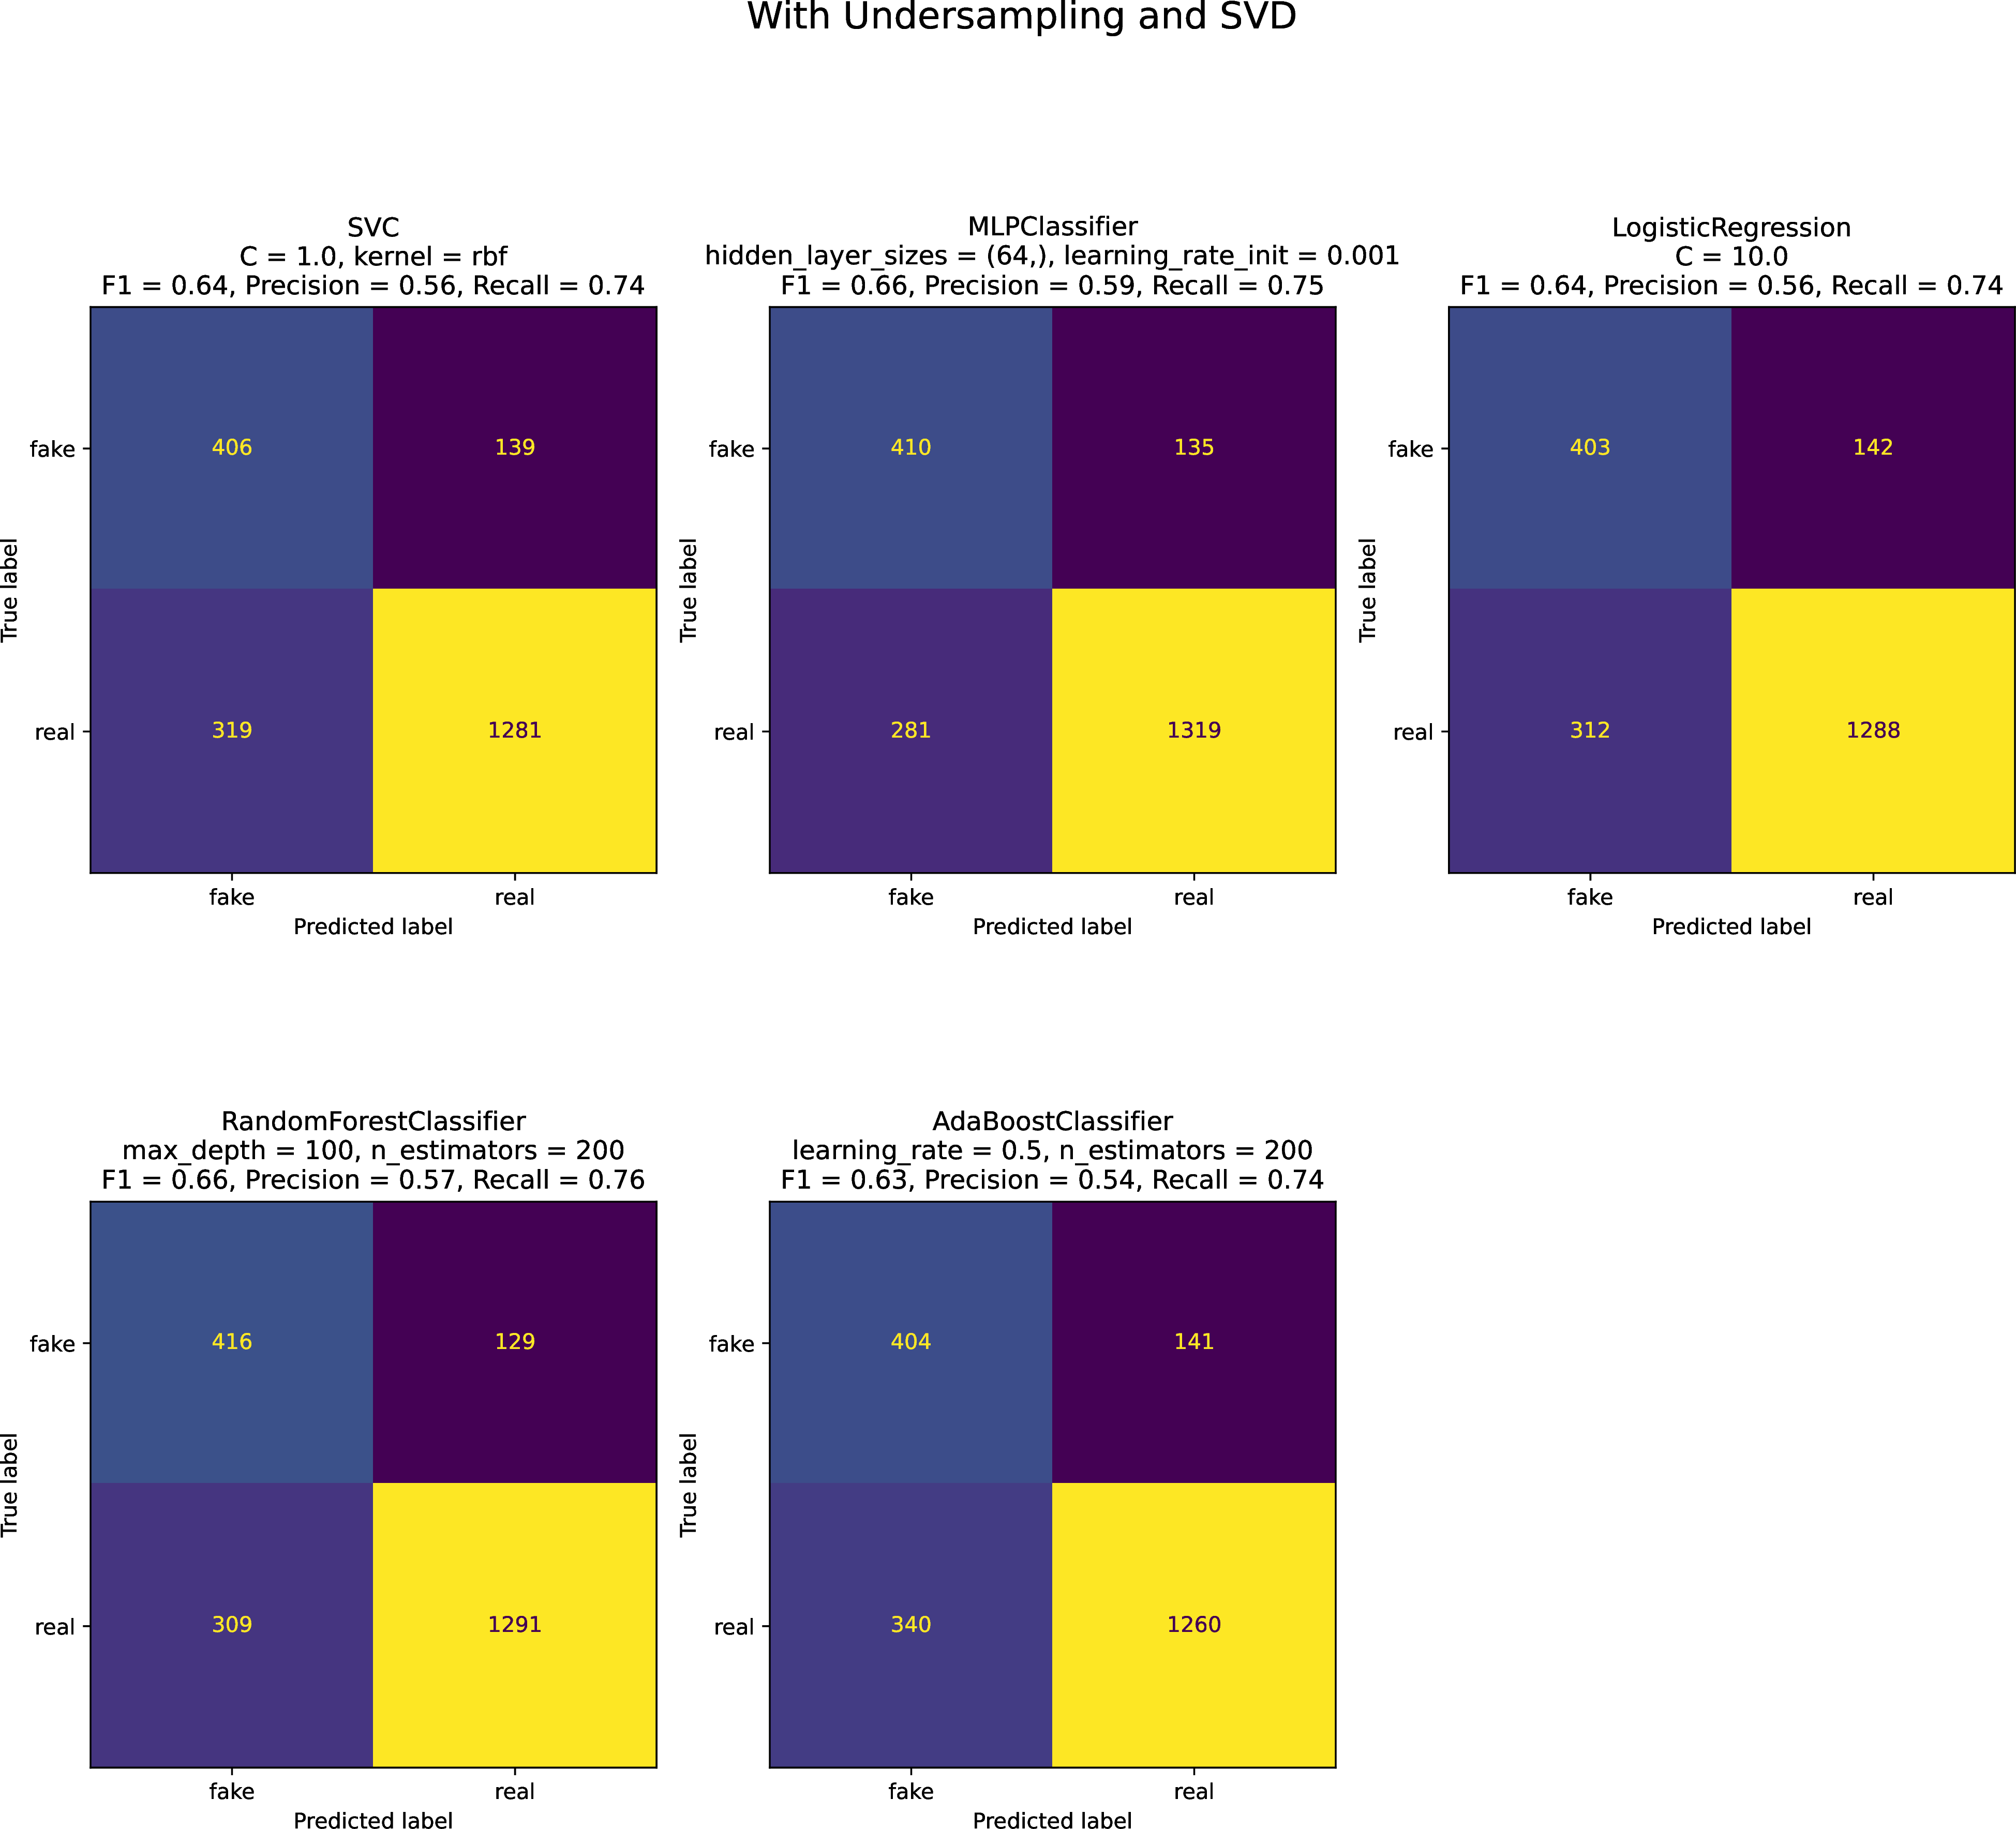 With Undersampling and SVD
SVC
C = 1.0, kernel = rbf
F1 = 0.64, Precision = 0.56, Recall = 0.74
fake
406
139
True label
real
319
1281
fake
real
Predicted label
MLPClassifier
hidden_layer_sizes = (64,), learning_rate_init = 0.001
F1 = 0.66, Precision = 0.59, Recall = 0.75
fake
410
135
True label
real
281
1319
fake
real
Predicted label
LogisticRegression
C = 10.0
F1 = 0.64, Precision = 0.56, Recall = 0.74
fake
403
142
True label
real
312
1288
fake
real
Predicted label
RandomForestClassifier
max_depth = 100, n_estimators = 200
F1 = 0.66, Precision = 0.57, Recall = 0.76
fake
416
129
True label
real
309
1291
fake
real
Predicted label
AdaBoostClassifier
learning_rate = 0.5, n_estimators = 200
F1 = 0.63, Precision = 0.54, Recall = 0.74
fake
404
141
True label
real
340
1260
fake
real
Predicted label